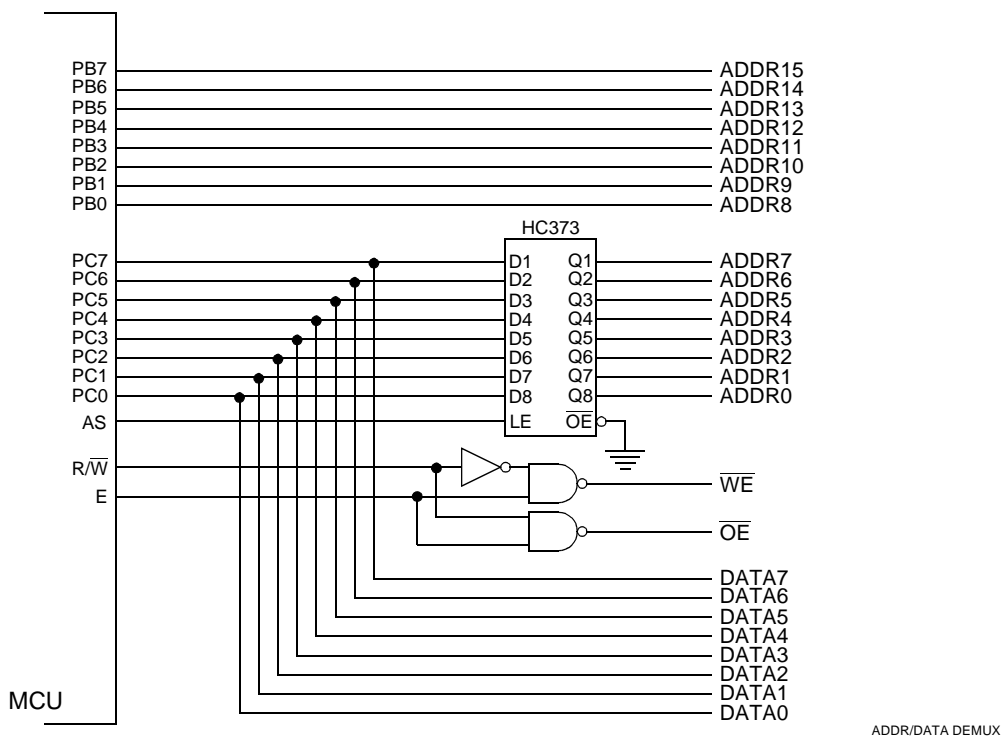 PB7 ADDR15
PB6 ADDR14
PB5 ADDR13
PB4 ADDR12
PB3 ADDR11
PB2 ADDR10
PB1 ADDR9
PB0 ADDR8
HC373
PC7 D1 Q1 ADDR7
PC6 D2 Q2 ADDR6
PC5 D3 Q3 ADDR5
PC4 D4 Q4 ADDR4
PC3 D5 Q5 ADDR3
PC2 D6 Q6 ADDR2
PC1 D7 Q7 ADDR1
PC0 D8 Q8 ADDR0
AS LE O̅E̅
R/W̅
E W̅E̅
O̅E̅
DATA7
DATA6
DATA5
DATA4
DATA3
DATA2
DATA1
DATA0
MCU
ADDR/DATA DEMUX